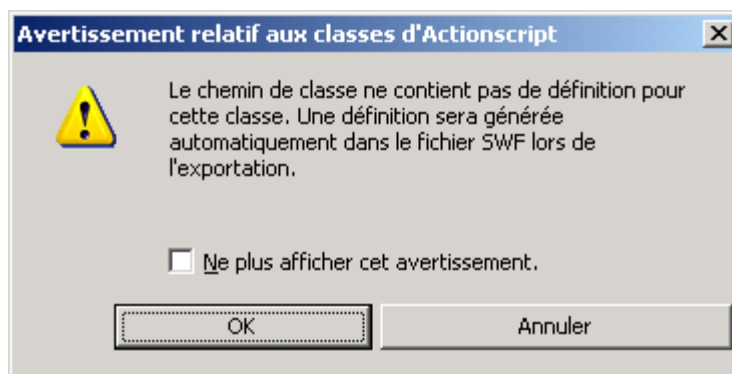 Avertissement relatif aux classes d'Actionscript
Le chemin de classe ne contient pas de définition pour
cette classe. Une définition sera générée
automatiquement dans le fichier SWF lors de
l'exportation.
Ne plus afficher cet avertissement.
OK
Annuler